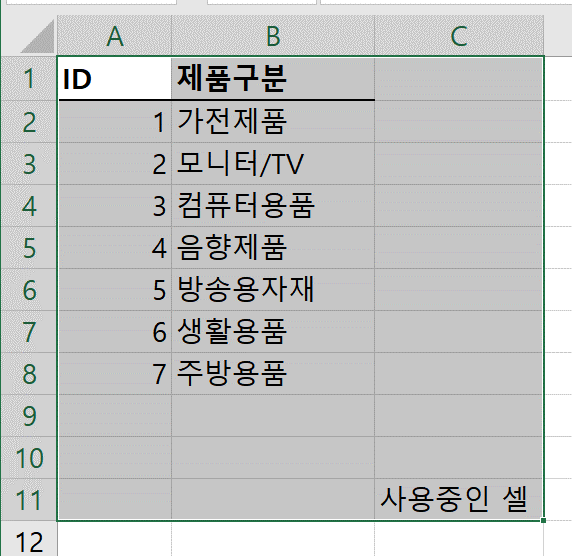 A B C
1 ID 제품구분
2 1 가전제품
3 2 모니터/TV
4 3 컴퓨터용품
5 4 음향제품
6 5 방송용자재
7 6 생활용품
8 7 주방용품
9
10
11 사용중인 셀
12